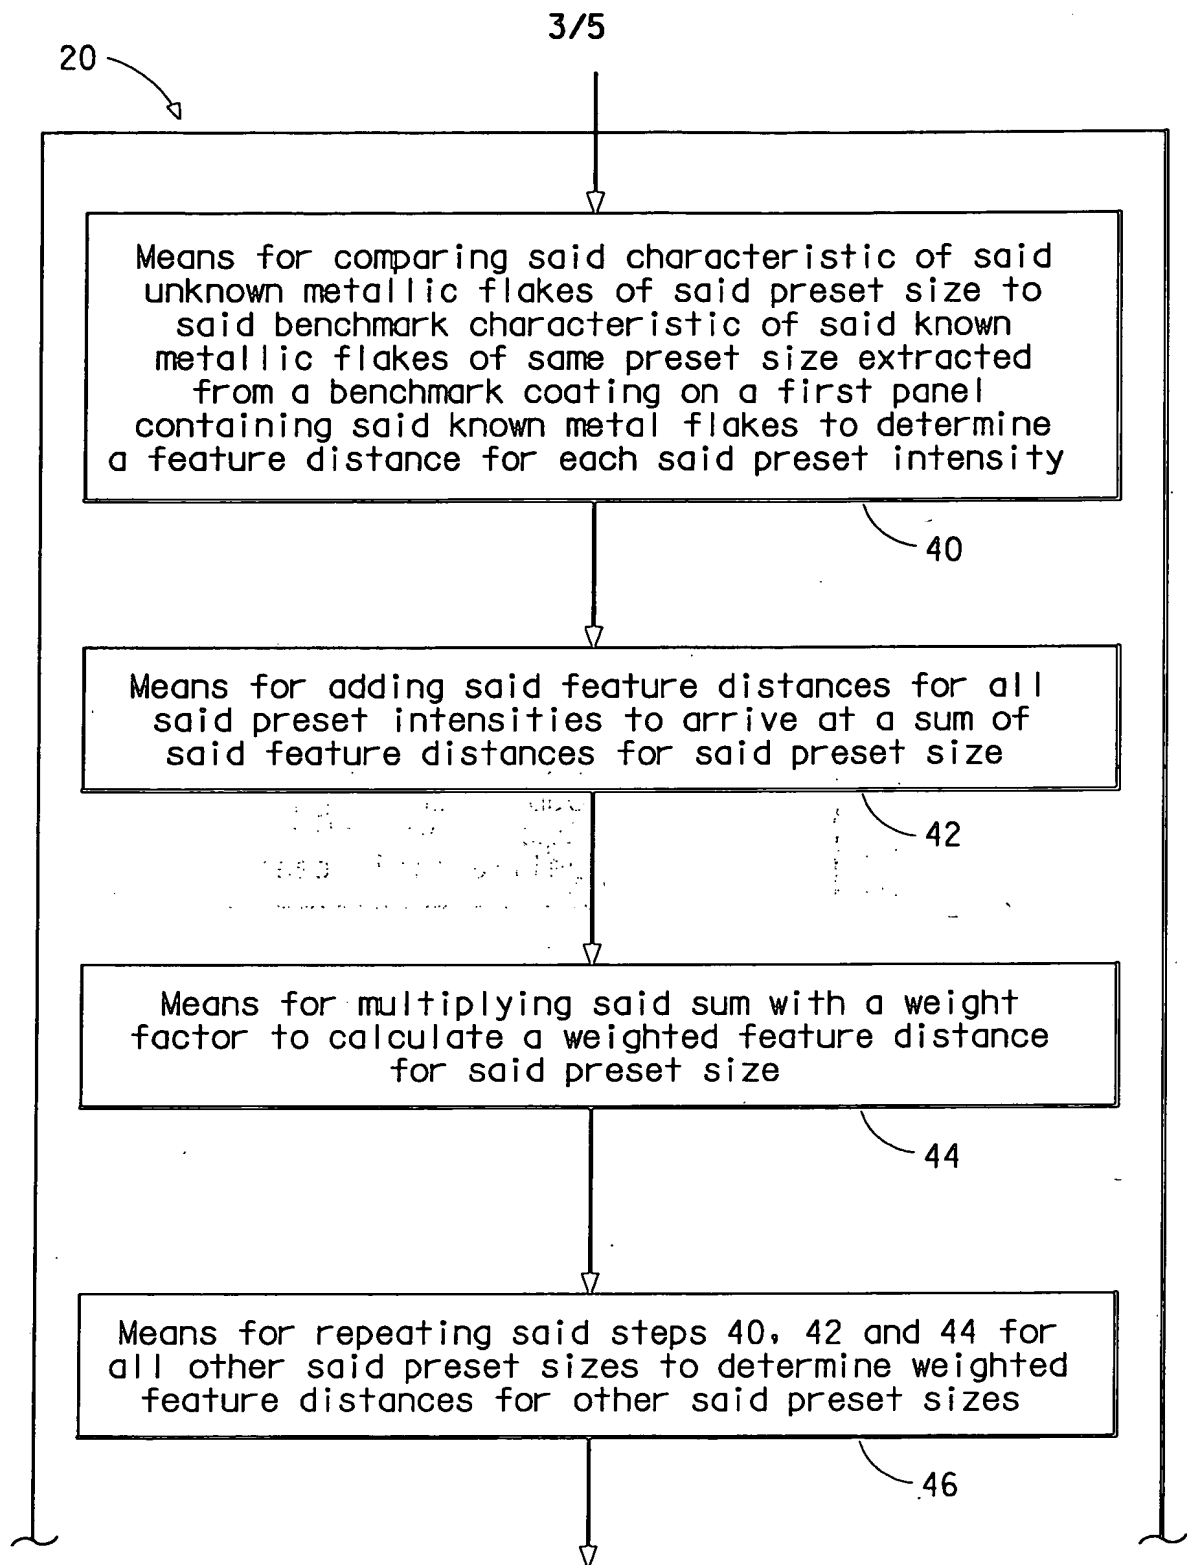 3/5
20
Means for comparing said characteristic of said
unknown metallic flakes of said preset size to
said benchmark characteristic of said known
metallic flakes of same preset size extracted
from a benchmark coating on a first panel
containing said known metal flakes to determine
a feature distance for each said preset intensity
40
Means for adding said feature distances for all
said preset intensities to arrive at a sum of
said feature distances for said preset size
42
Means for multiplying said sum with a weight
factor to calculate a weighted feature distance
for said preset size
44
Means for repeating said steps 40, 42 and 44 for
all other said preset sizes to determine weighted
feature distances for other said preset sizes
46